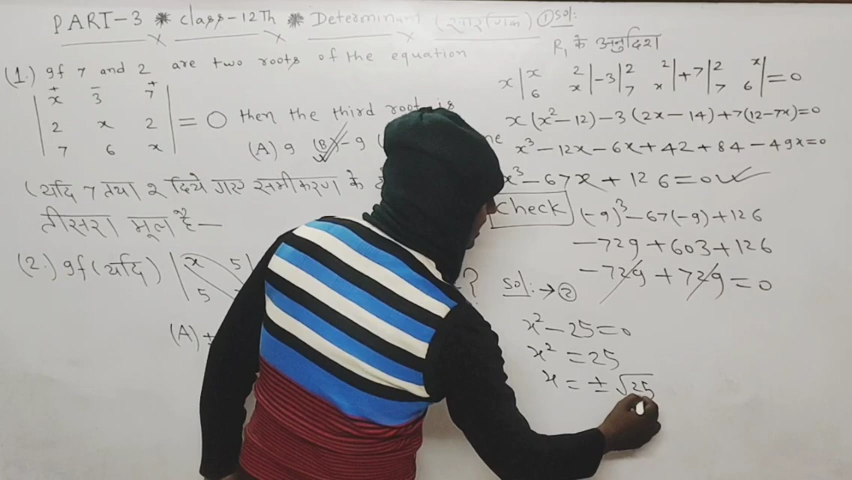 PART-3 * Class-12Th * Determinant (सारणिक)
(1.) If 7 and 2 are two roots of the equation
+ - +
| x 3 7 |
| 2 x 2 | = 0 then the third root is
| 7 6 x |
(A) 9 (B) -9
(यदि 7 तथा 2 दिये गए समीकरण के
तीसरा मूल है—
(2.) If (यदि) | x 5 |
5
(A) +
① Sol:
R₁ के अनुदिश
x | x 2 | -3 | 2 2 | +7 | 2 x | = 0
| 6 x | | 7 x | | 7 6 |
x(x²-12) -3(2x-14) +7(12-7x)=0
x³-12x-6x+42+84-49x=0
x³-67x+126=0
Check
(-9)³-67(-9)+126
-729+603+126
-729+729=0
? Sol:→②
x²-25=0
x²=25
x=±√25